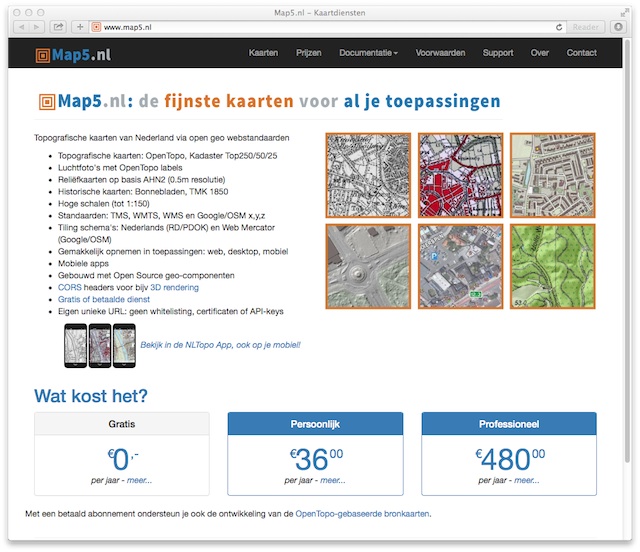 Map5.nl – Kaartdiensten
www.map5.nl
Reader
Map5.nl
Kaarten Prijzen Documentatie Voorwaarden Support Over Contact
Map5.nl: de fijnste kaarten voor al je toepassingen
Topografische kaarten van Nederland via open geo webstandaarden
Topografische kaarten: OpenTopo, Kadaster Top250/50/25
Luchtfoto's met OpenTopo labels
Reliëfkaarten op basis AHN2 (0.5m resolutie)
Historische kaarten: Bonnebladen, TMK 1850
Hoge schalen (tot 1:150)
Standaarden: TMS, WMTS, WMS en Google/OSM x,y,z
Tiling schema's: Nederlands (RD/PDOK) en Web Mercator
(Google/OSM)
Gemakkelijk opnemen in toepassingen: web, desktop, mobiel
Mobiele apps
Gebouwd met Open Source geo-componenten
CORS headers voor bijv 3D rendering
Gratis of betaalde dienst
Eigen unieke URL: geen whitelisting, certificaten of API-keys
Bekijk in de NLTopo App, ook op je mobiel!
Wat kost het?
Gratis
€0,-
per jaar - meer...
Persoonlijk
€36 00
per jaar - meer...
Professioneel
€480 00
per jaar - meer...
Met een betaald abonnement ondersteun je ook de ontwikkeling van de OpenTopo-gebaseerde bronkaarten.